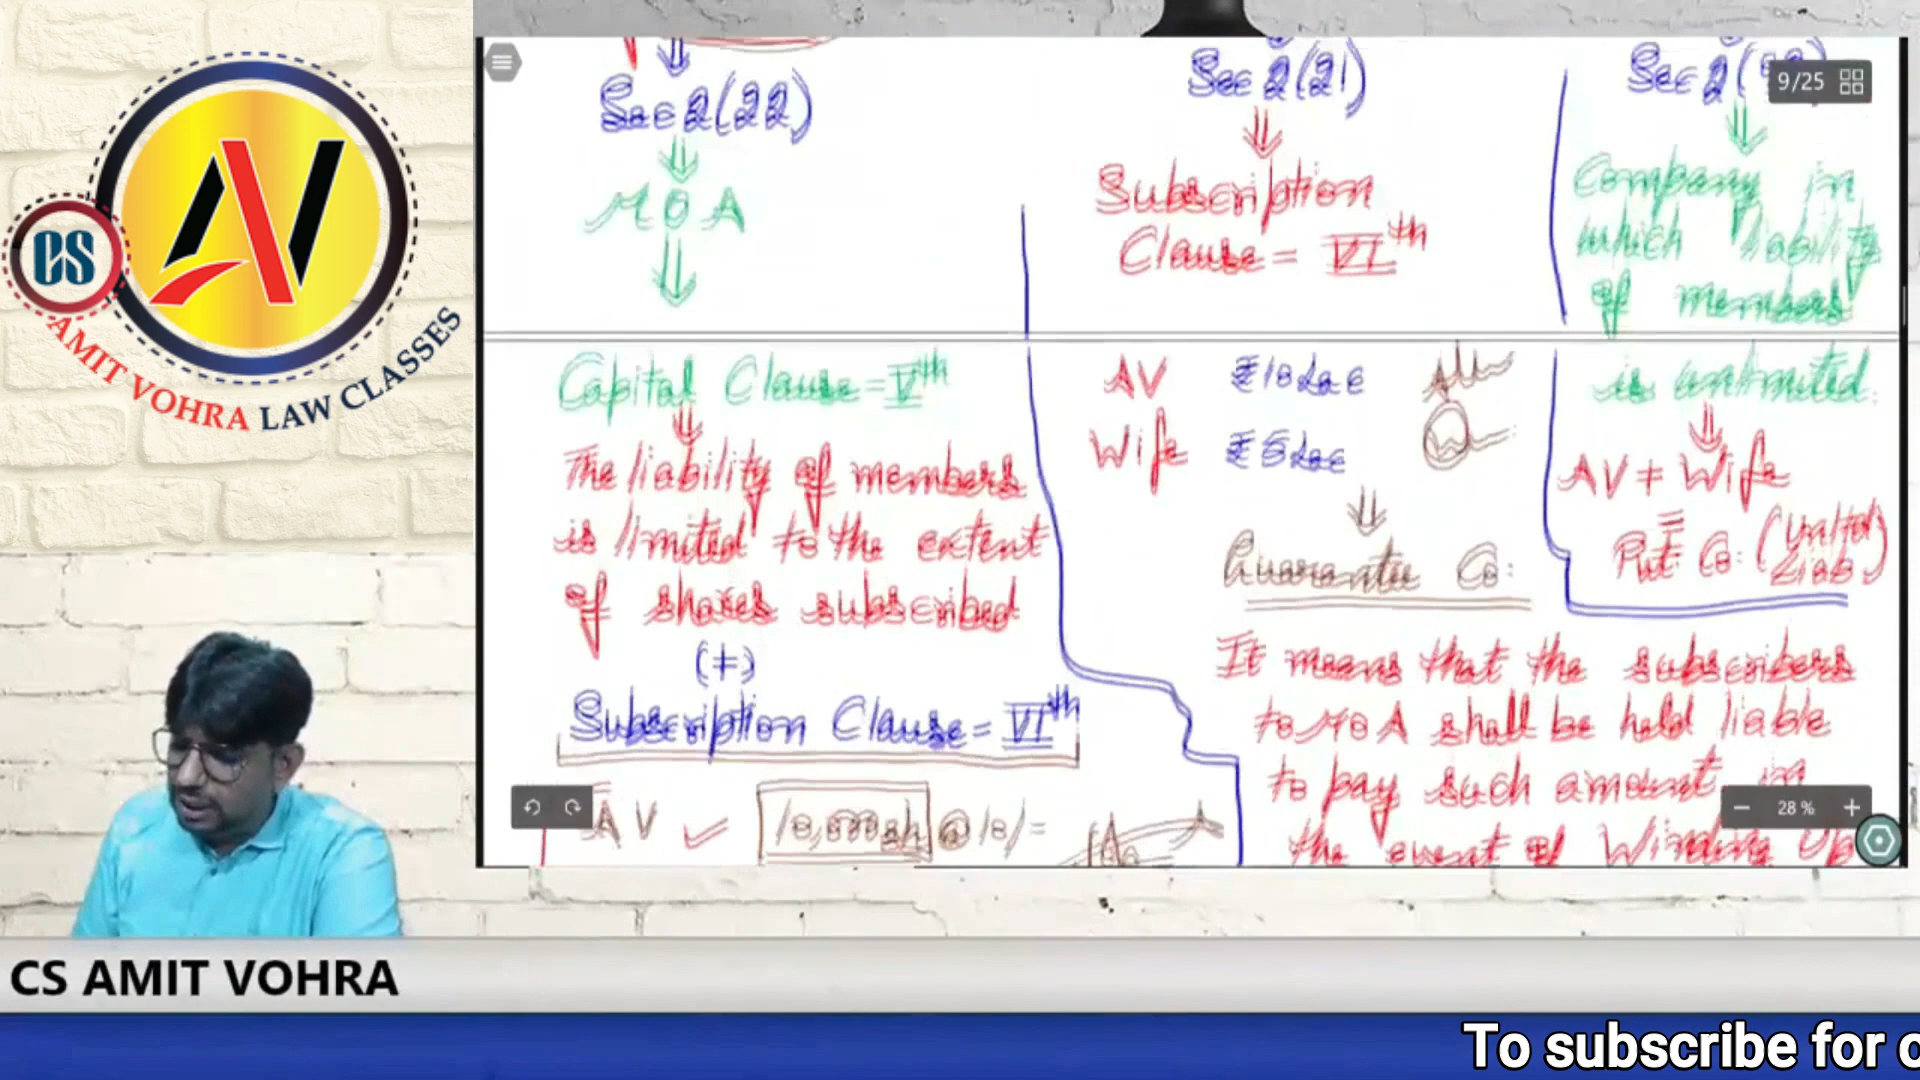 CS
AV
AMIT VOHRA LAW CLASSES
9/25
Sec 2(22)
MOA
Capital Clause = Vth
The liability of members
is limited to the extent
of shares subscribed
(+)
Subscription Clause = VIth
AV
@ 10/=
Sec 2(21)
Subscription
Clause = VIth
AV ₹10 Lac
Wife ₹5 Lac
Guarantee Co:
It means that the subscribers
to MOA shall be held liable
to pay such amount in
the event of Winding Up
Sec 2(
Company in
which liability
of members
is unlimited.
AV + Wife
=
Pvt Co:
28 %
CS AMIT VOHRA
To subscribe for